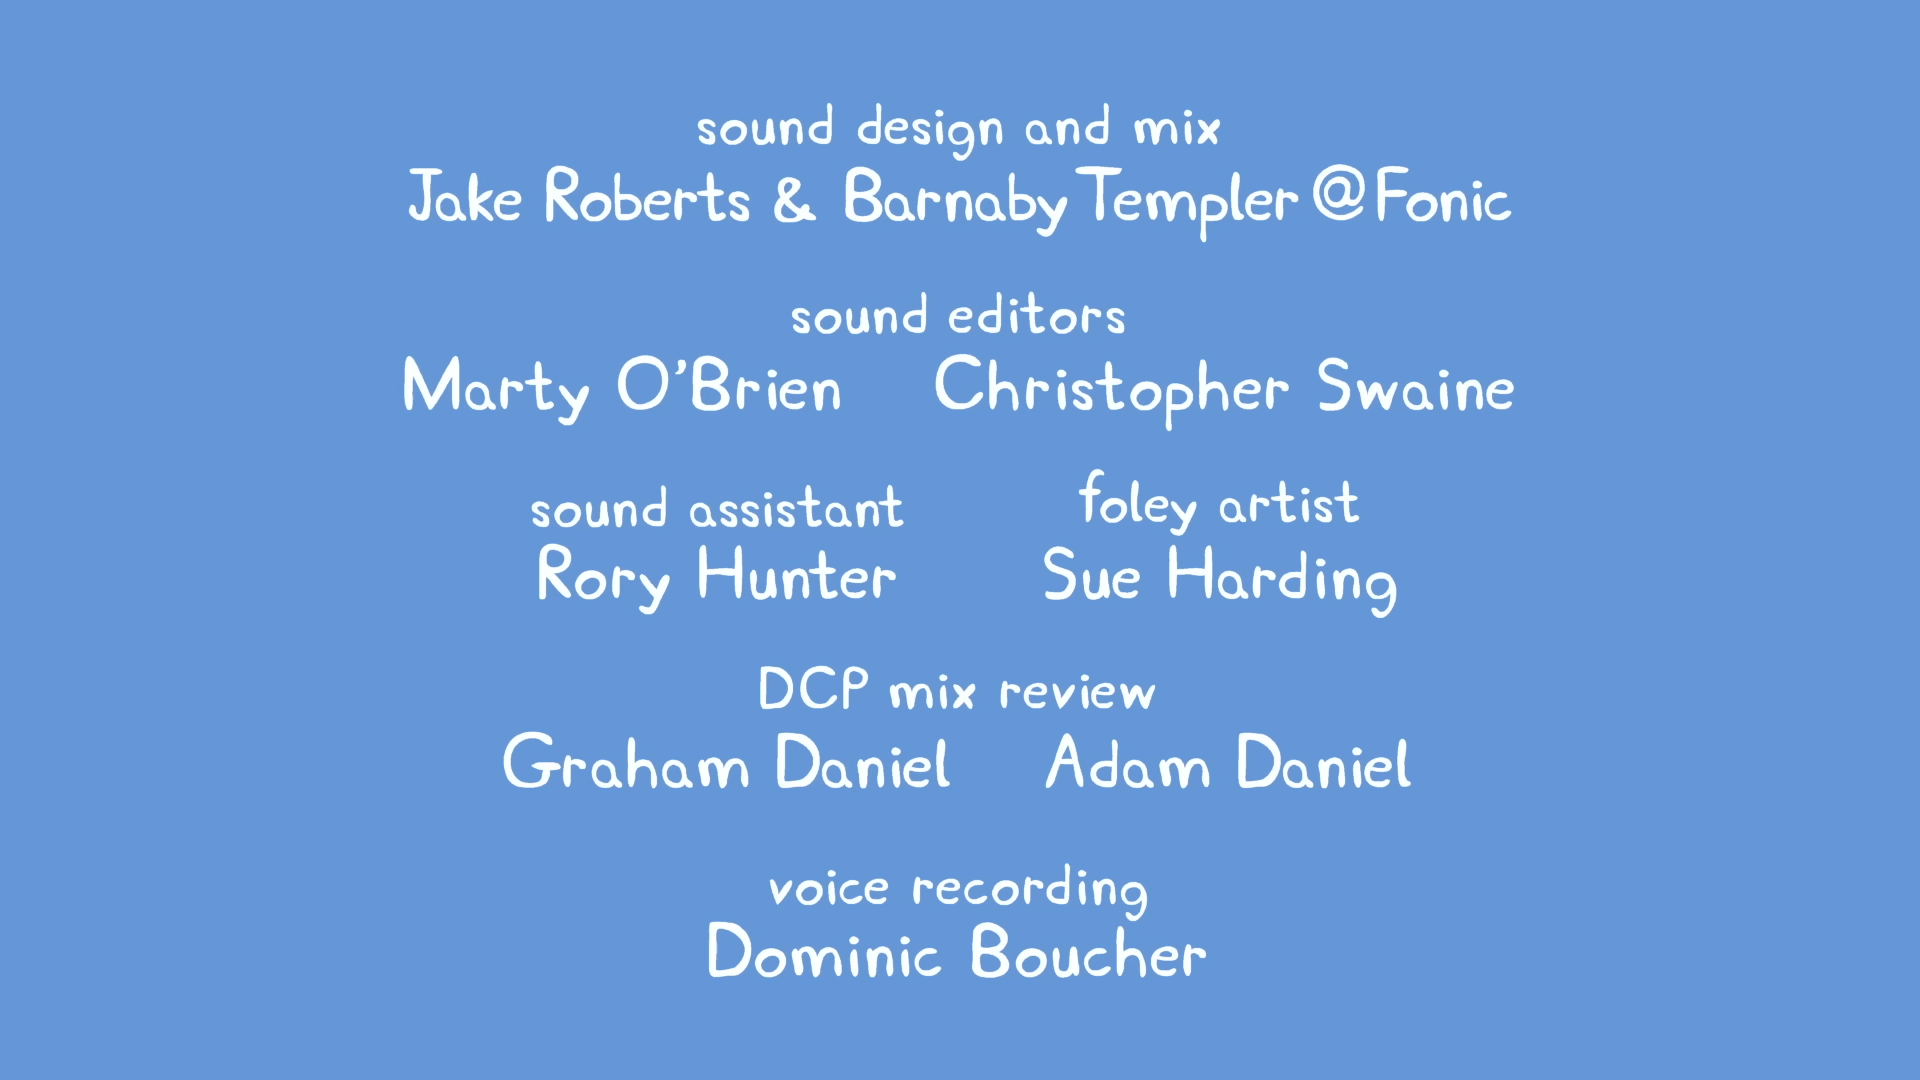 sound design and mix
Jake Roberts & Barnaby Templer @ Fonic
sound editors
Marty O'Brien Christopher Swaine
sound assistant foley artist
Rory Hunter Sue Harding
DCP mix review
Graham Daniel Adam Daniel
voice recording
Dominic Boucher